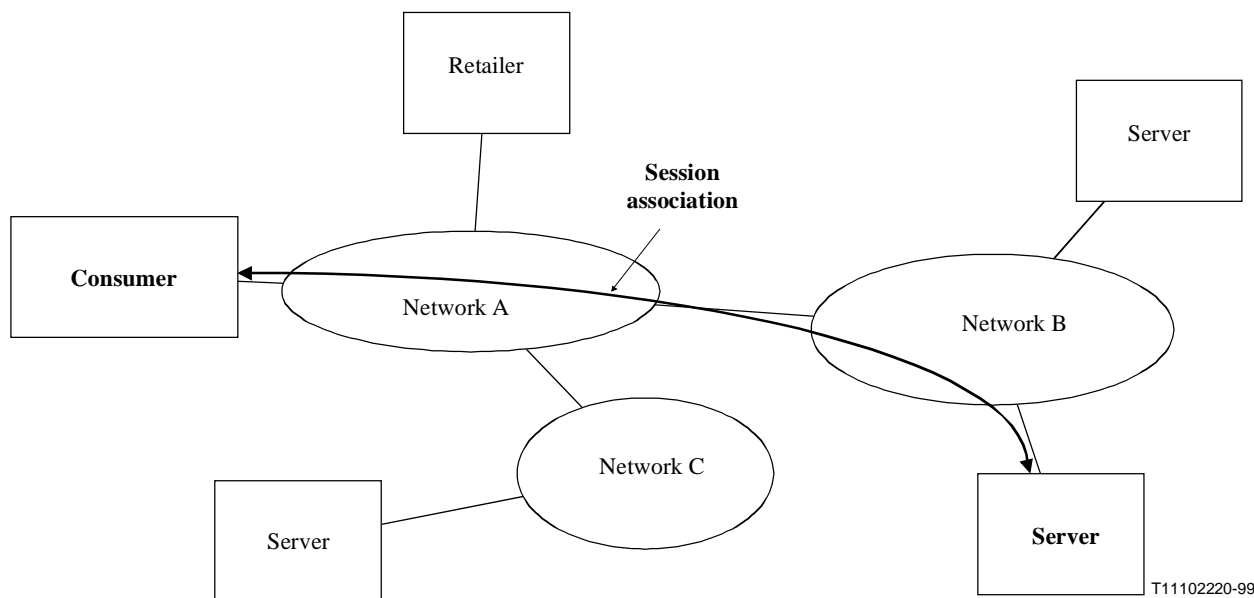 Retailer
Server
Session
association
Consumer
Network A
Network B
Network C
Server
Server
T11102220-99